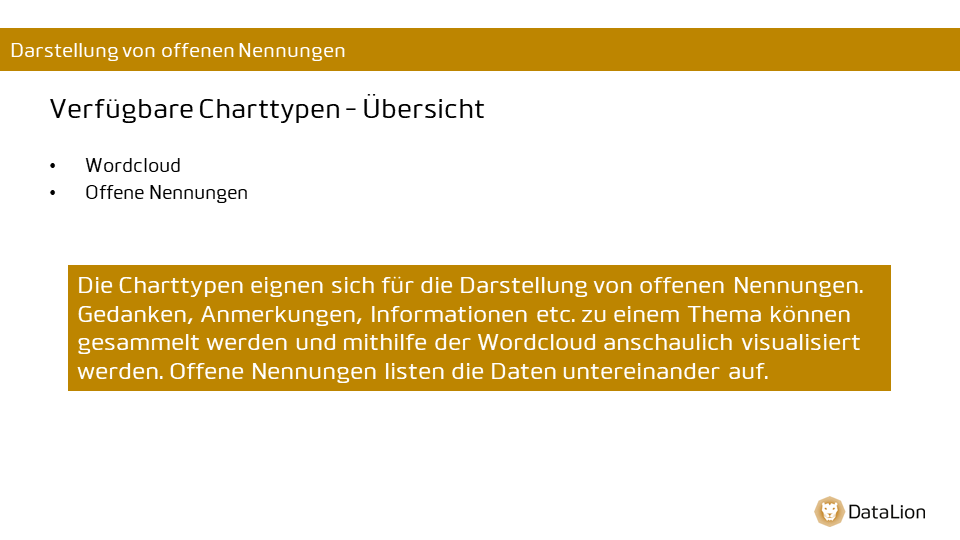 Darstellung von offenen Nennungen
Verfügbare Charttypen – Übersicht
• Wordcloud
• Offene Nennungen
Die Charttypen eignen sich für die Darstellung von offenen Nennungen.
Gedanken, Anmerkungen, Informationen etc. zu einem Thema können
gesammelt werden und mithilfe der Wordcloud anschaulich visualisiert
werden. Offene Nennungen listen die Daten untereinander auf.
DataLion